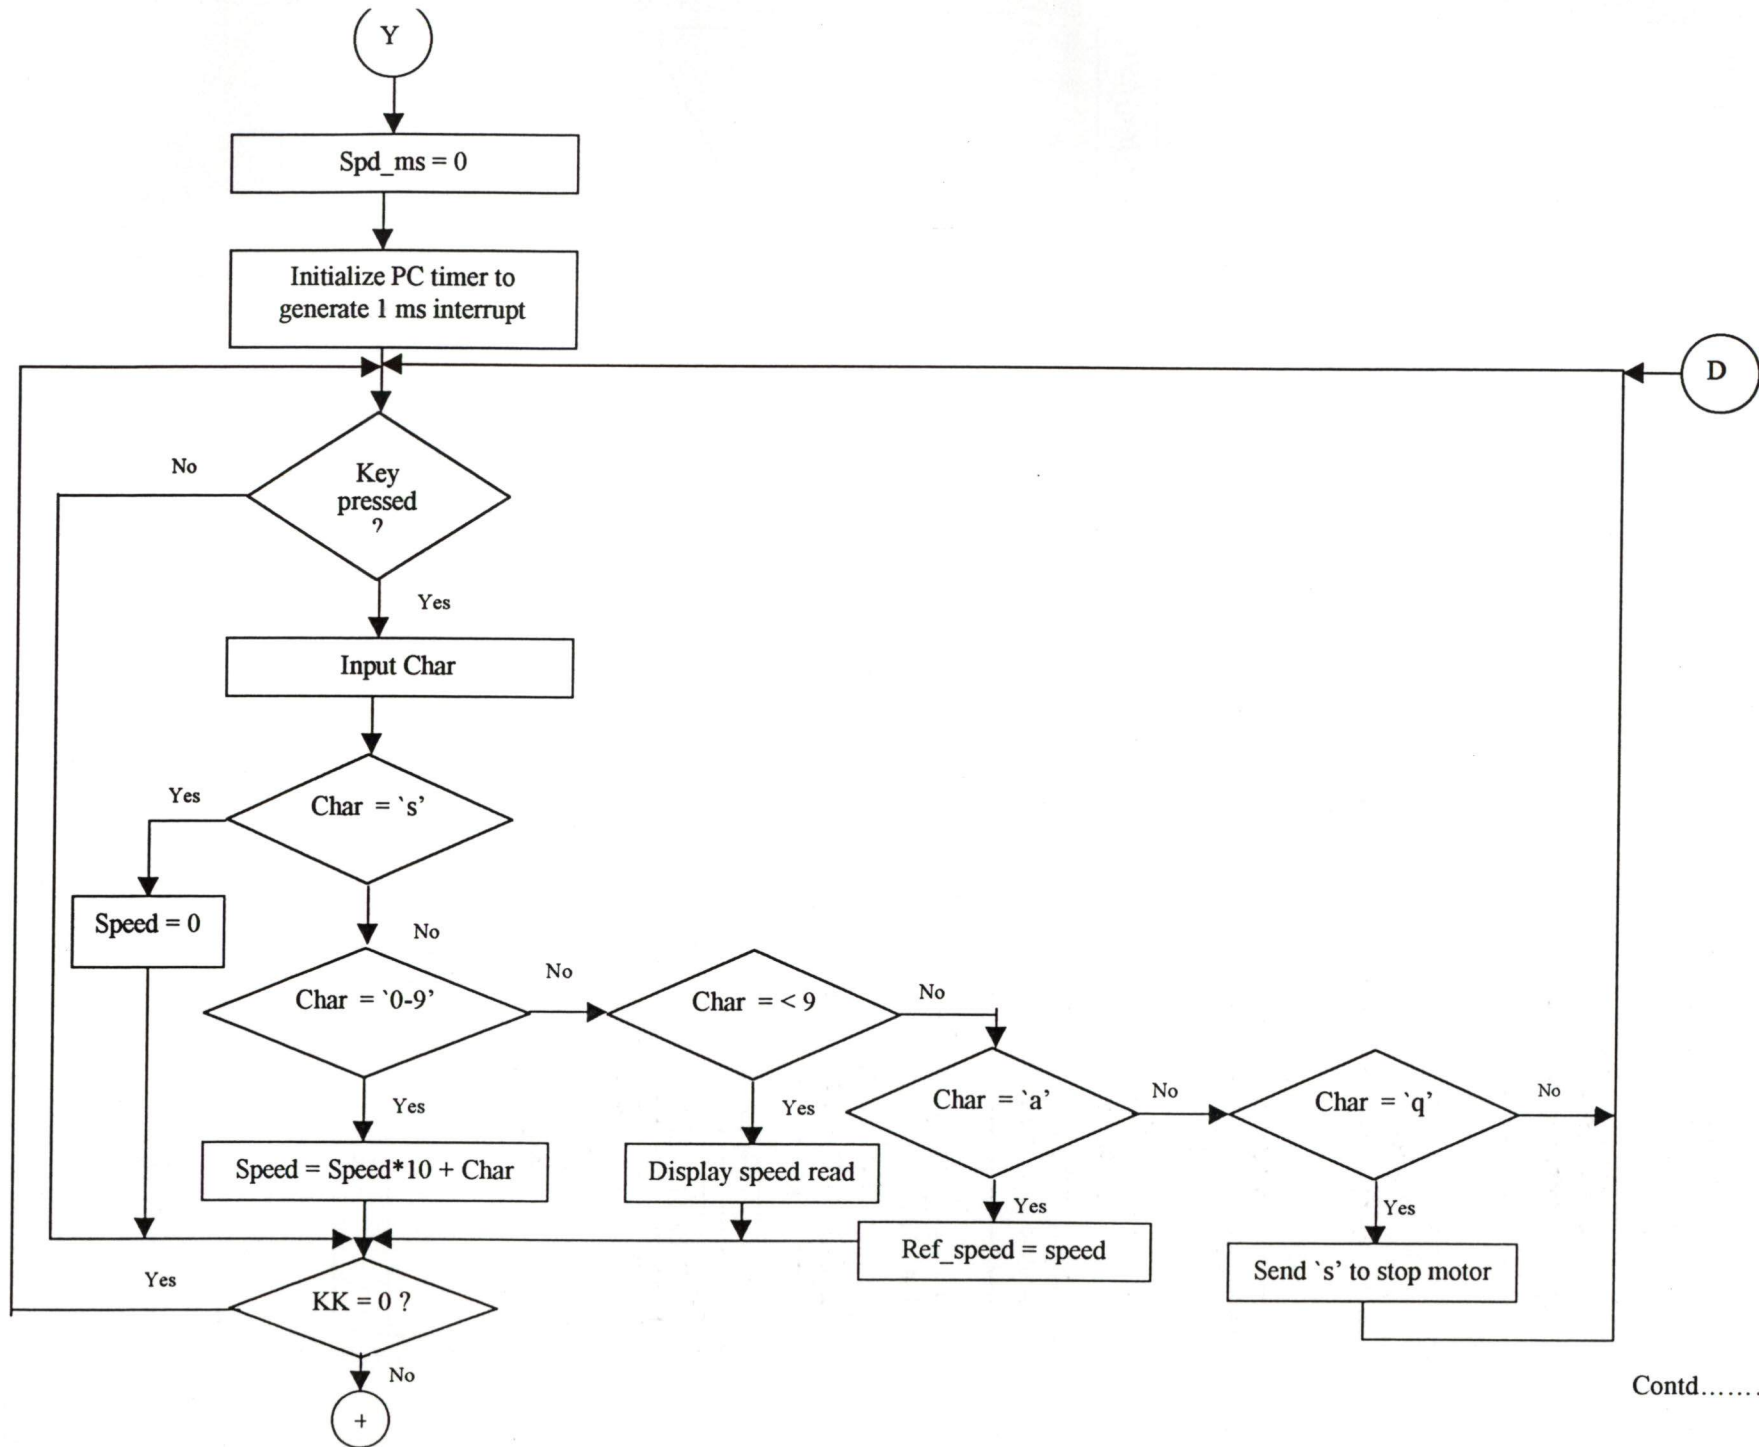 Y
Spd_ms = 0
Initialize PC timer to
generate 1 ms interrupt
D
No
Key
pressed
?
Yes
Input Char
Yes
Char = `s’
Speed = 0
No
Char = `0-9’
No
Char = < 9
No
Yes
Speed = Speed*10 + Char
Yes
Display speed read
Char = `a’
No
Char = `q’
No
Yes
Ref_speed = speed
Yes
Send `s’ to stop motor
Yes
KK = 0 ?
No
+
Contd........